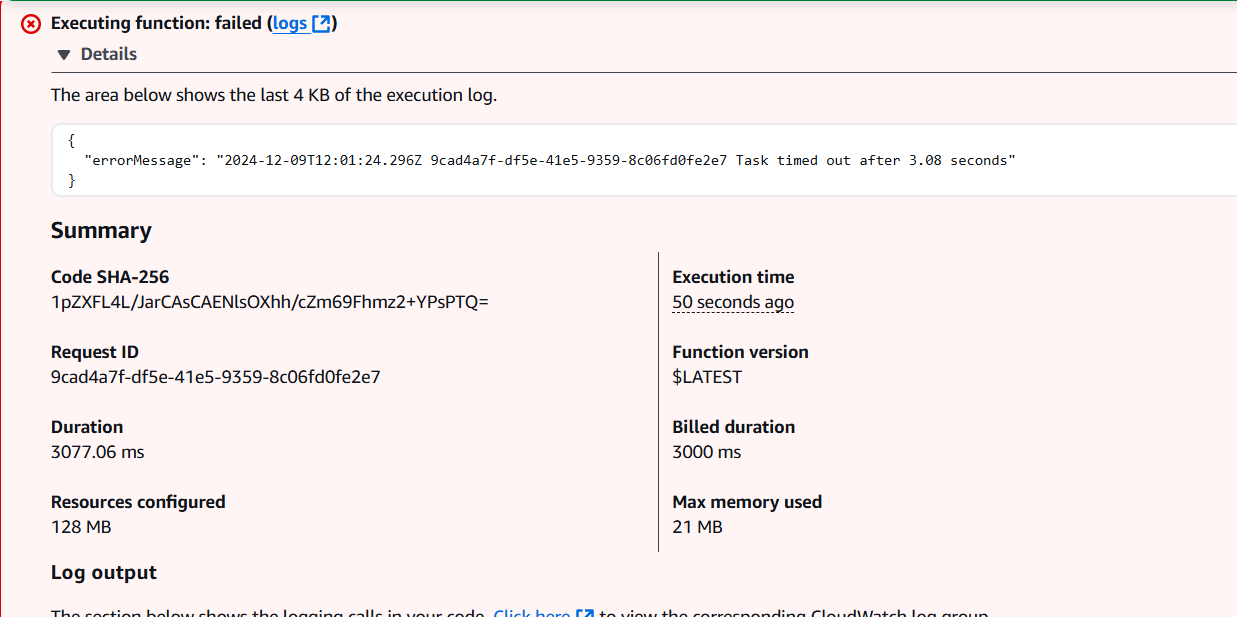 Executing function: failed (logs)
Details
The area below shows the last 4 KB of the execution log.
{
"errorMessage": "2024-12-09T12:01:24.296Z 9cad4a7f-df5e-41e5-9359-8c06fd0fe2e7 Task timed out after 3.08 seconds"
}
Summary
Code SHA-256
1pZXFL4L/JarCAsCAENlsOXhh/cZm69Fhmz2+YPsPTQ=
Execution time
50 seconds ago
Request ID
9cad4a7f-df5e-41e5-9359-8c06fd0fe2e7
Function version
$LATEST
Duration
3077.06 ms
Billed duration
3000 ms
Resources configured
128 MB
Max memory used
21 MB
Log output
The section below shows the logging calls in your code. Click here to view the corresponding CloudWatch log group.